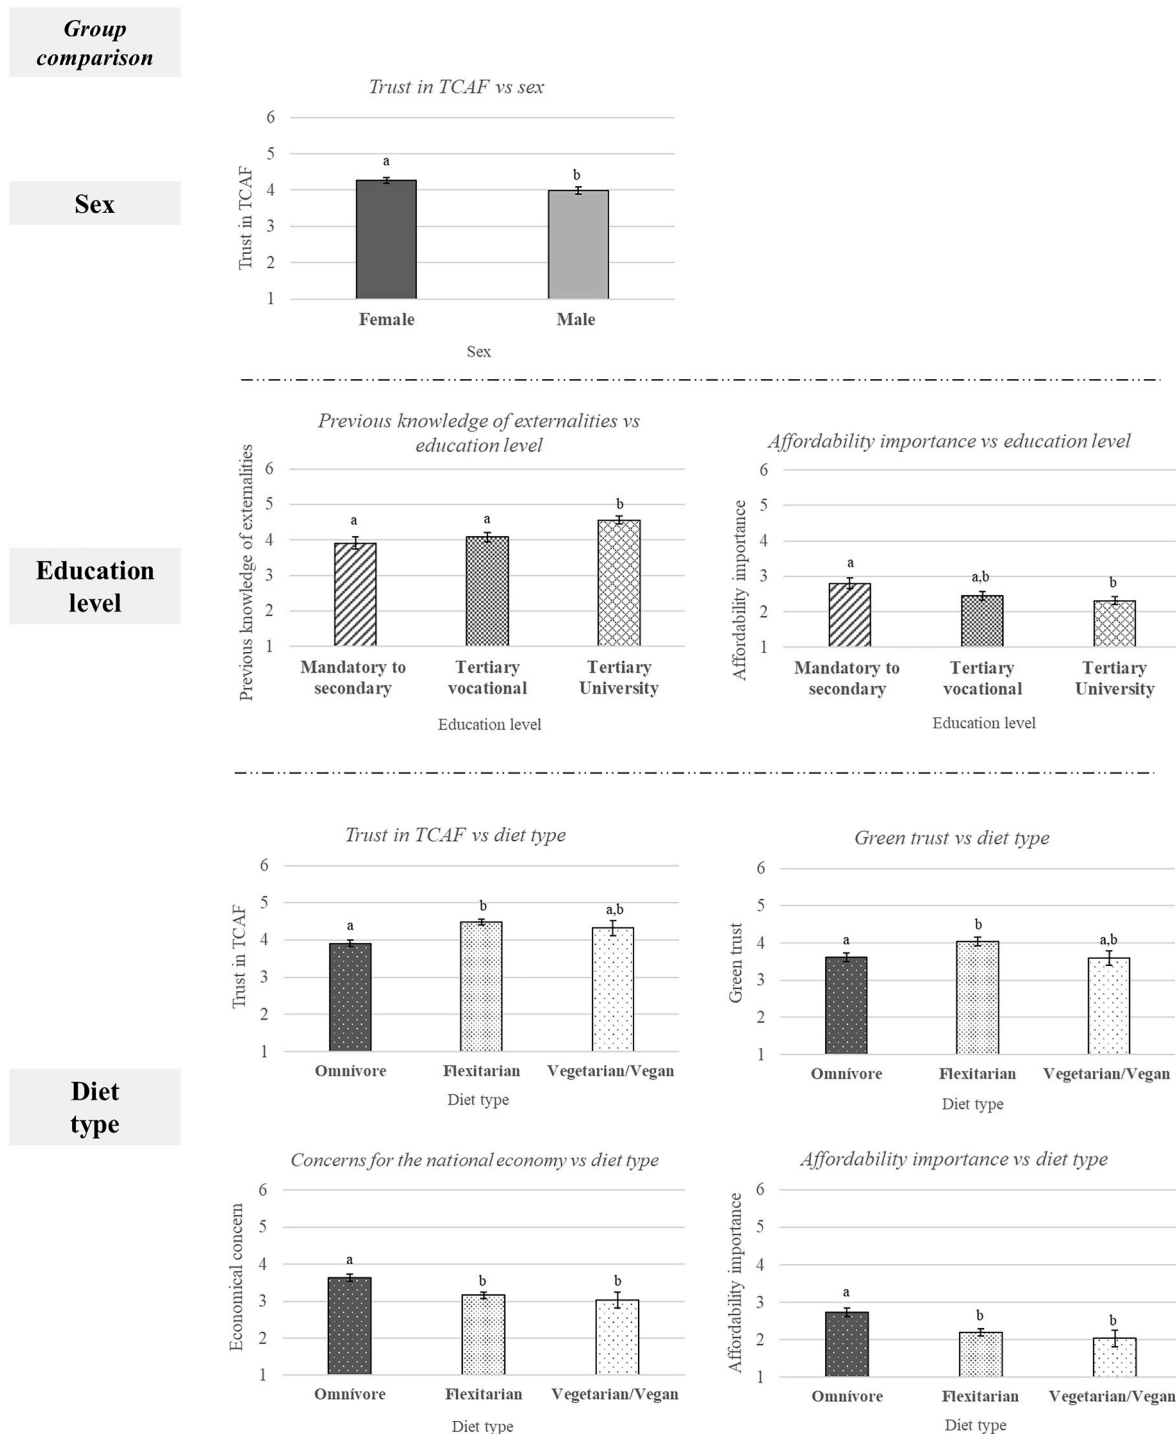 Group
comparison
Trust in TCAF vs sex
6
5
4
3
2
1
Trust in TCAF
a
b
Female
Male
Sex
Sex
Previous knowledge of externalities vs
education level
6
5
4
3
2
1
Previous knowledge of externalities
a
a
b
Mandatory to
secondary
Tertiary
vocational
Tertiary
University
Education level
Affordability importance vs education level
6
5
4
3
2
1
Affordability importance
a
a,b
b
Mandatory to
secondary
Tertiary
vocational
Tertiary
University
Education level
Education
level
Trust in TCAF vs diet type
6
5
4
3
2
1
Trust in TCAF
a
b
a,b
Omnívore
Flexitarian
Vegetarian/Vegan
Diet type
Green trust vs diet type
6
5
4
3
2
1
Green trust
a
b
a,b
Omnívore
Flexitarian
Vegetarian/Vegan
Diet type
Diet
type
Concerns for the national economy vs diet type
6
5
4
3
2
1
Economical concern
a
b
b
Omnívore
Flexitarian
Vegetarian/Vegan
Diet type
Affordability importance vs diet type
6
5
4
3
2
1
Affordability importance
a
b
b
Omnívore
Flexitarian
Vegetarian/Vegan
Diet type